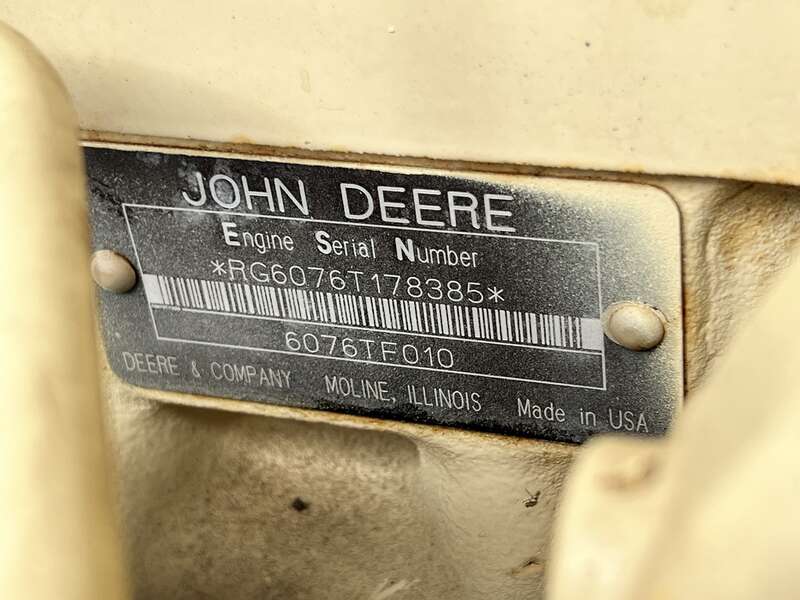 JOHN DEERE
Engine Serial Number
*RG6076T178385*
6076TF010
DEERE & COMPANY MOLINE, ILLINOIS Made in USA